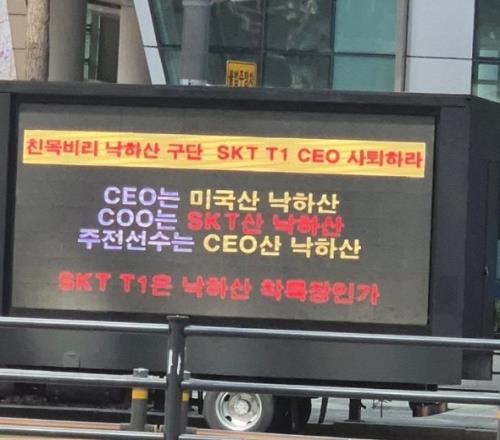 친목비리 낙하산 구단 SKT T1 CEO 사퇴하라
CEO는 미국산 낙하산
COO는 SKT산 낙하산
주전선수는 CEO산 낙하산
SKT T1은 낙하산 착륙장인가